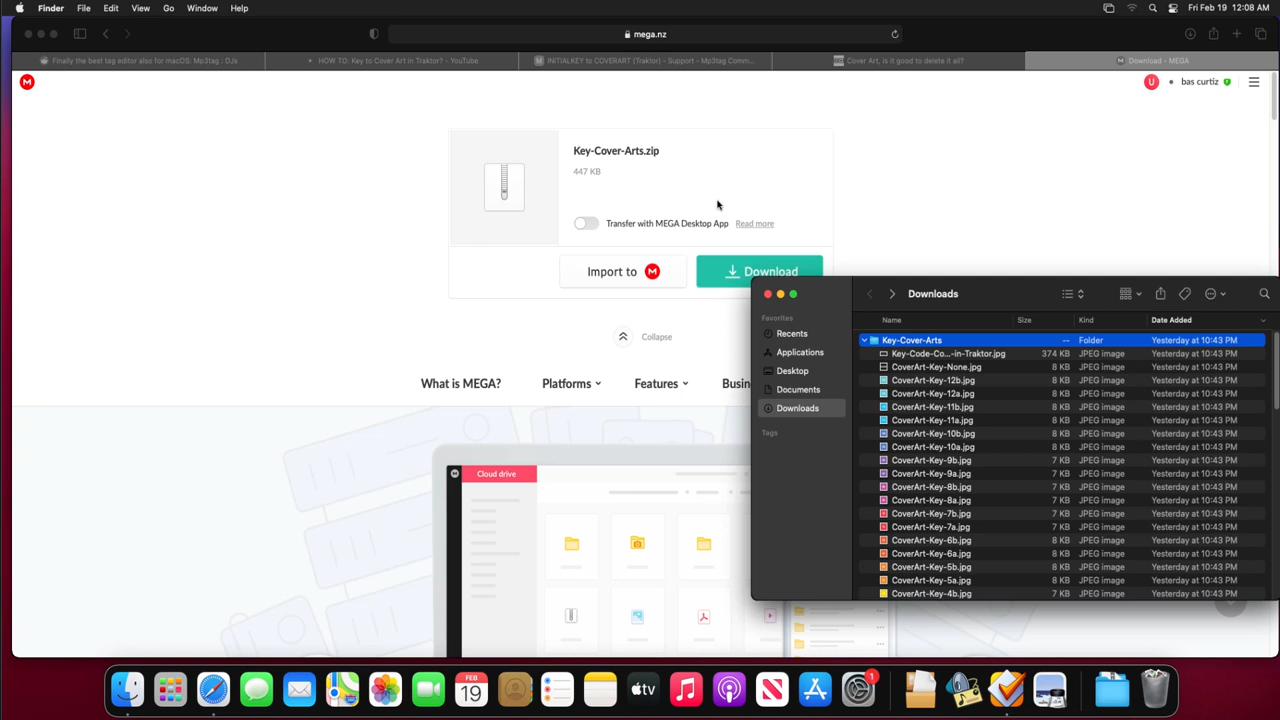 Finder File Edit View Go Window Help
Fri Feb 19 12:08 AM
mega.nz
Finally the best tag editor also for macOS: Mp3tag : DJs
HOW TO: Key to Cover Art in Traktor? - YouTube
INITIALKEY to COVERART (Traktor) - Support - Mp3tag Comm...
Cover Art, is it good to delete it all?
Download - MEGA
M
U bas curtiz
Key-Cover-Arts.zip
447 KB
Transfer with MEGA Desktop App Read more
Import to M
Download
Collapse
What is MEGA? Platforms Features Busin
Cloud drive
Downloads
Favorites
Recents
Applications
Desktop
Documents
Downloads
Tags
Name Size Kind Date Added
Key-Cover-Arts -- Folder Yesterday at 10:43 PM
Key-Code-Co...-in-Traktor.jpg 374 KB JPEG image Yesterday at 10:43 PM
CoverArt-Key-None.jpg 8 KB JPEG image Yesterday at 10:43 PM
CoverArt-Key-12b.jpg 8 KB JPEG image Yesterday at 10:43 PM
CoverArt-Key-12a.jpg 8 KB JPEG image Yesterday at 10:43 PM
CoverArt-Key-11b.jpg 8 KB JPEG image Yesterday at 10:43 PM
CoverArt-Key-11a.jpg 8 KB JPEG image Yesterday at 10:43 PM
CoverArt-Key-10b.jpg 8 KB JPEG image Yesterday at 10:43 PM
CoverArt-Key-10a.jpg 8 KB JPEG image Yesterday at 10:43 PM
CoverArt-Key-9b.jpg 8 KB JPEG image Yesterday at 10:43 PM
CoverArt-Key-9a.jpg 8 KB JPEG image Yesterday at 10:43 PM
CoverArt-Key-8b.jpg 8 KB JPEG image Yesterday at 10:43 PM
CoverArt-Key-8a.jpg 8 KB JPEG image Yesterday at 10:43 PM
CoverArt-Key-7b.jpg 7 KB JPEG image Yesterday at 10:43 PM
CoverArt-Key-7a.jpg 7 KB JPEG image Yesterday at 10:43 PM
CoverArt-Key-6b.jpg 8 KB JPEG image Yesterday at 10:43 PM
CoverArt-Key-6a.jpg 8 KB JPEG image Yesterday at 10:43 PM
CoverArt-Key-5b.jpg 8 KB JPEG image Yesterday at 10:43 PM
CoverArt-Key-5a.jpg 7 KB JPEG image Yesterday at 10:43 PM
CoverArt-Key-4b.jpg 7 KB JPEG image Yesterday at 10:43 PM
FEB
19
tv
1